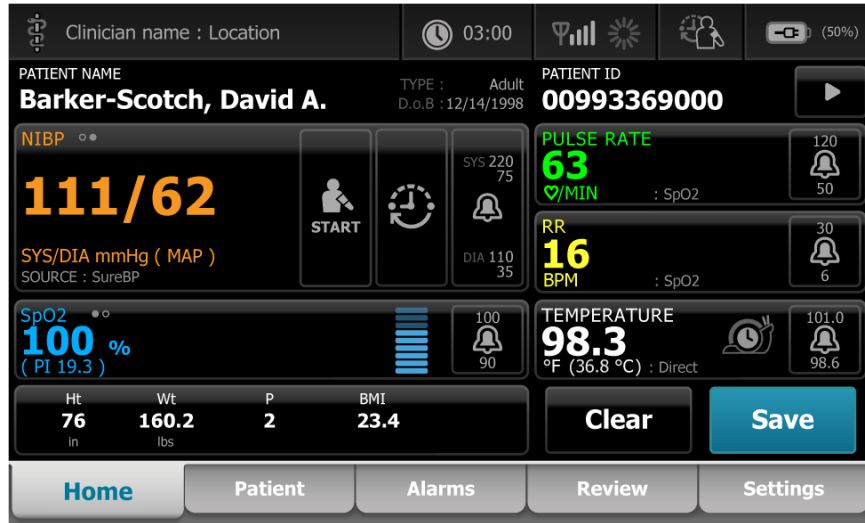 Clinician name : Location
03:00
(50%)
PATIENT NAME
Barker-Scotch, David A.
TYPE : Adult
D.o.B : 12/14/1998
PATIENT ID
00993369000
NIBP
111/62
SYS/DIA mmHg ( MAP )
SOURCE : SureBP
START
SYS 220
75
DIA 110
35
PULSE RATE
63
/MIN : SpO2
120
50
RR
16
BPM : SpO2
30
6
SpO2
100 %
( PI 19.3 )
100
90
TEMPERATURE
98.3
°F (36.8 °C) : Direct
101.0
98.6
Ht Wt P BMI
76 160.2 2 23.4
in lbs
Clear
Save
Home Patient Alarms Review Settings